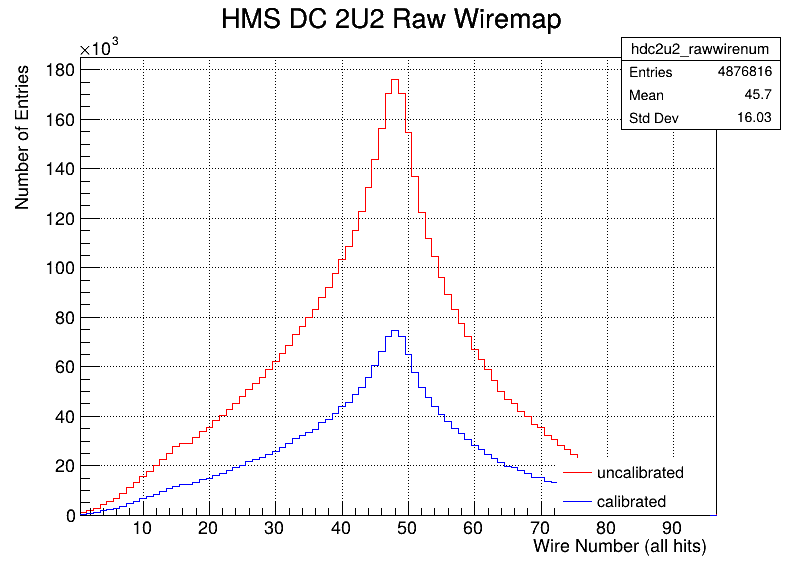 HMS DC 2U2 Raw Wiremap
×10³
hdc2u2_rawwirenum
Entries 4876816
Mean 45.7
Std Dev 16.03
Number of Entries
180
160
140
120
100
80
60
40
20
0
uncalibrated
calibrated
10 20 30 40 50 60 70 80 90
Wire Number (all hits)